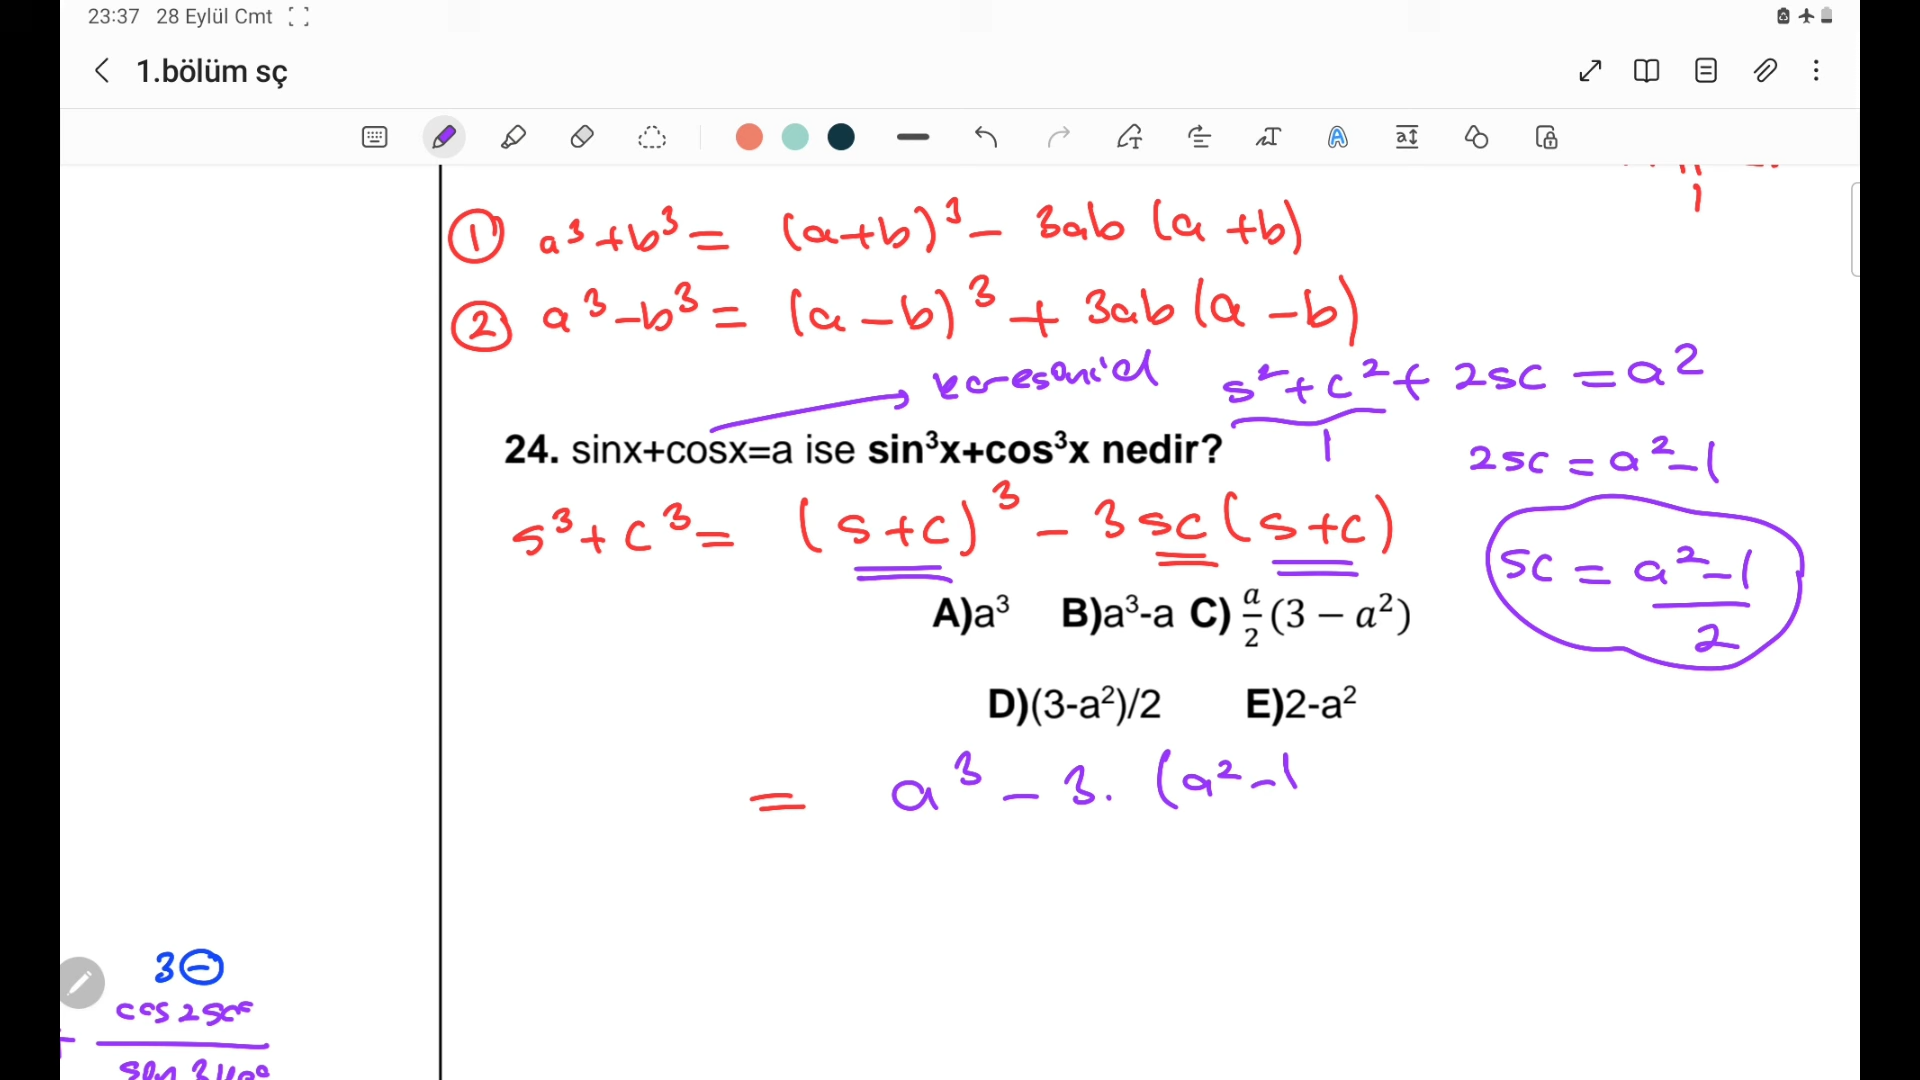 23:37 28 Eylül Cmt
1.bölüm sç
① a³+b³= (a+b)³- 3ab (a+b)
② a³-b³= (a-b)³+ 3ab (a-b)
s²+c²+ 2sc =a²
1
2sc = a²-1
sc = a²-1/2
24. sinx+cosx=a ise sin³x+cos³x nedir?
s³+c³= (s+c)³ - 3sc(s+c)
A)a³ B)a³-a C) a/2(3 − a²)
D)(3-a²)/2 E)2-a²
= a³ - 3. (a²-1
3⊖